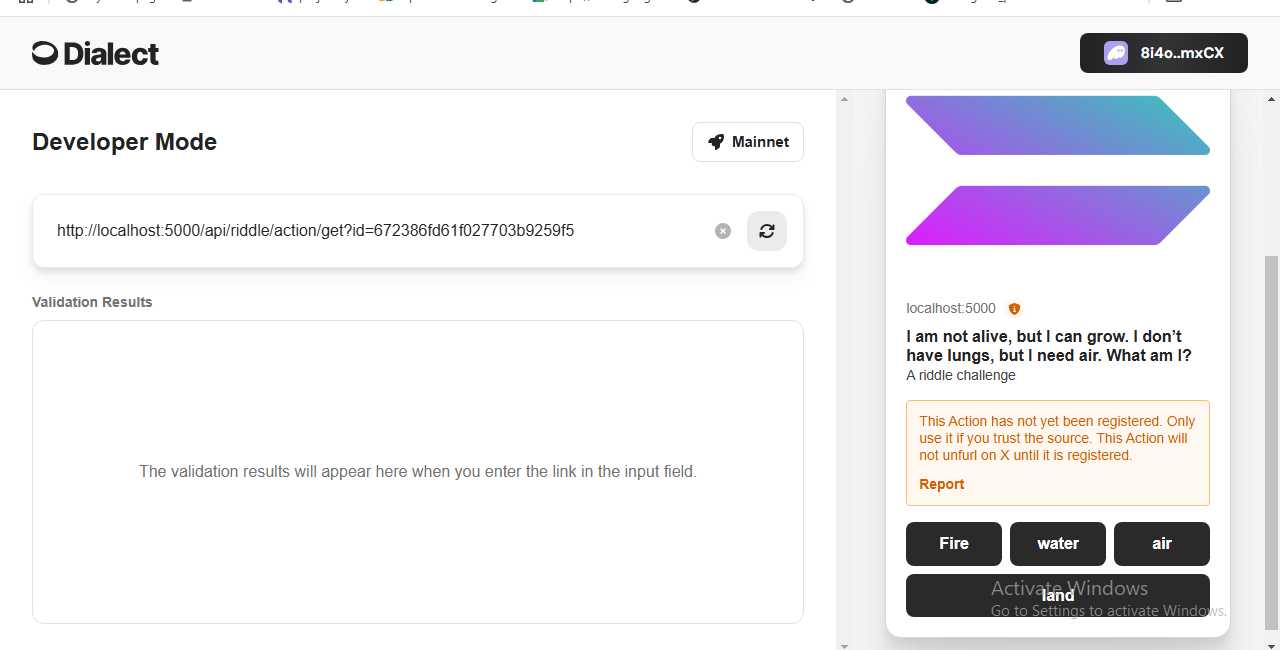 Dialect
8i4o..mxCX
Developer Mode
Mainnet
http://localhost:5000/api/riddle/action/get?id=672386fd61f027703b9259f5
Validation Results
The validation results will appear here when you enter the link in the input field.
localhost:5000
I am not alive, but I can grow. I don’t
have lungs, but I need air. What am I?
A riddle challenge
This Action has not yet been registered. Only
use it if you trust the source. This Action will
not unfurl on X until it is registered.
Report
Fire
water
air
land
Activate Windows
Go to Settings to activate Windows.